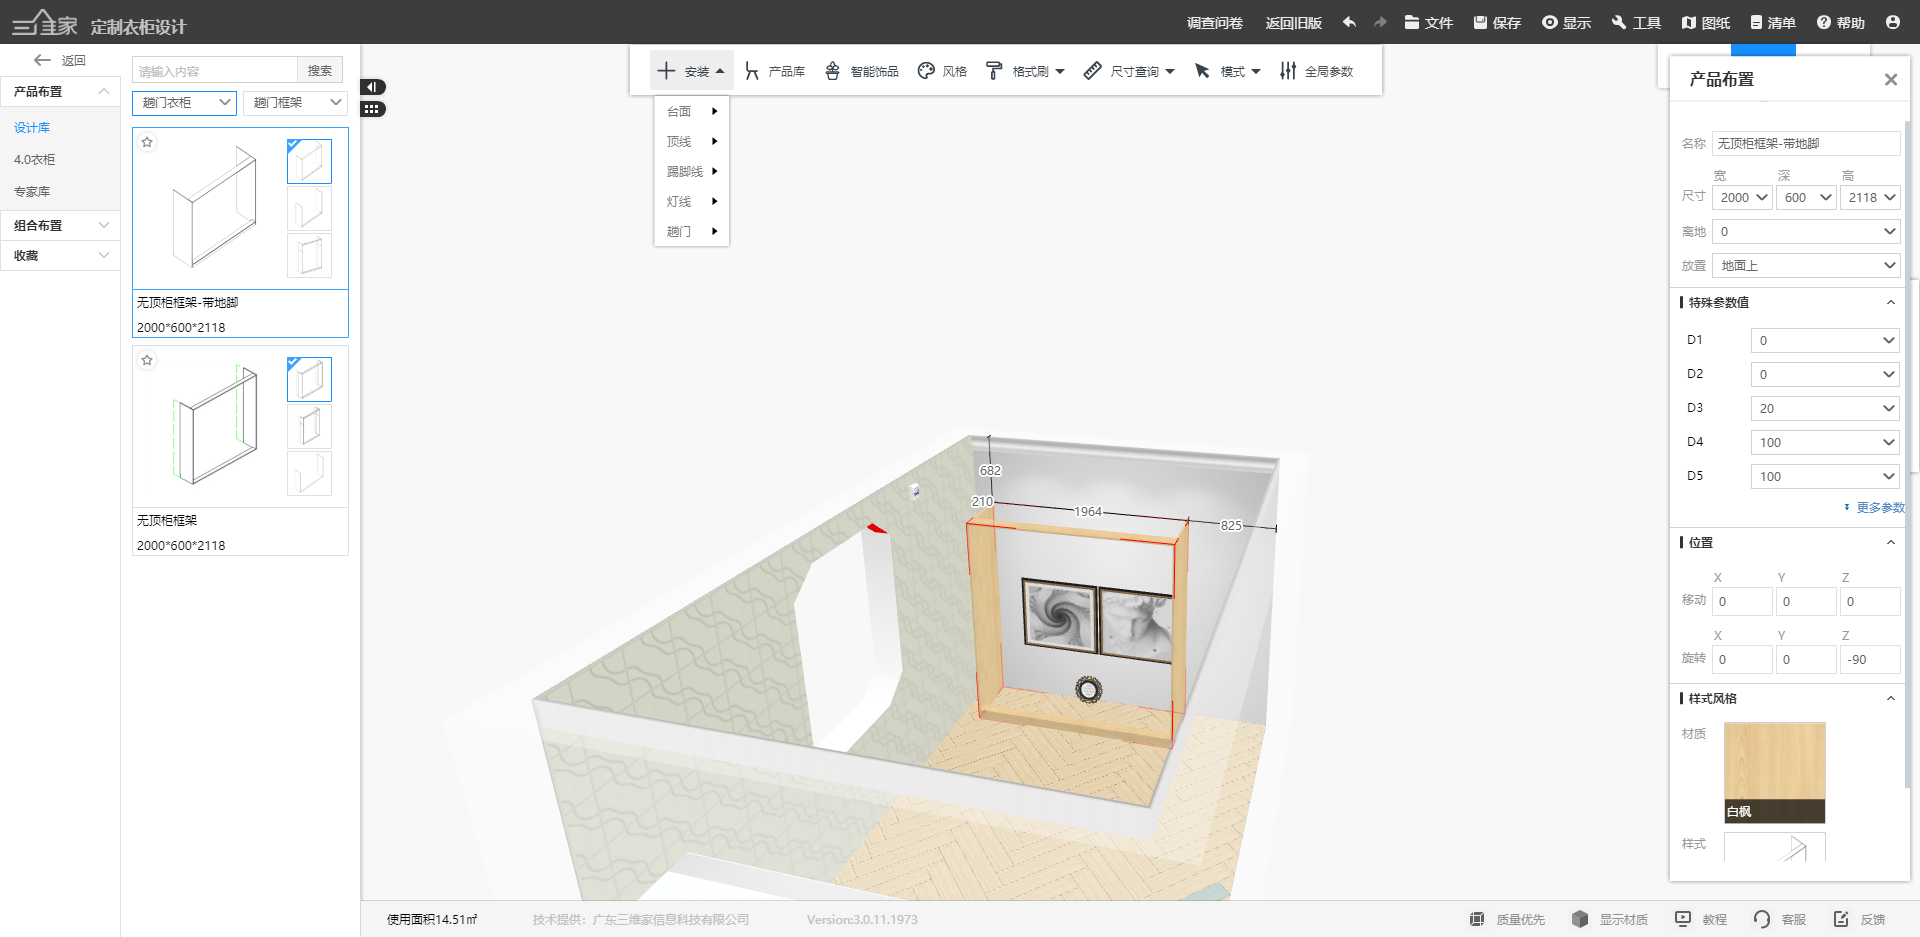 三维家 定制衣柜设计
调查问卷 返回旧版 文件 保存 显示 工具 图纸 清单 帮助
返回
产品布置
设计库
4.0衣柜
专家库
组合布置
收藏
请输入内容 搜索
趟门衣柜 趟门框架
无顶柜框架-带地脚
2000*600*2118
无顶柜框架
2000*600*2118
安装 产品库 智能饰品 风格 格式刷 尺寸查询 模式 全局参数
台面
顶线
踢脚线
灯线
趟门
682
210
1964
825
产品布置
名称 无顶柜框架-带地脚
宽 深 高
尺寸 2000 600 2118
离地 0
放置 地面上
特殊参数值
D1 0
D2 0
D3 20
D4 100
D5 100
更多参数
位置
X Y Z
移动 0 0 0
X Y Z
旋转 0 0 -90
样式风格
材质
白枫
样式
使用面积14.51㎡ 技术提供：广东三维家信息科技有限公司 Version:3.0.11.1973
质量优先 显示材质 教程 客服 反馈